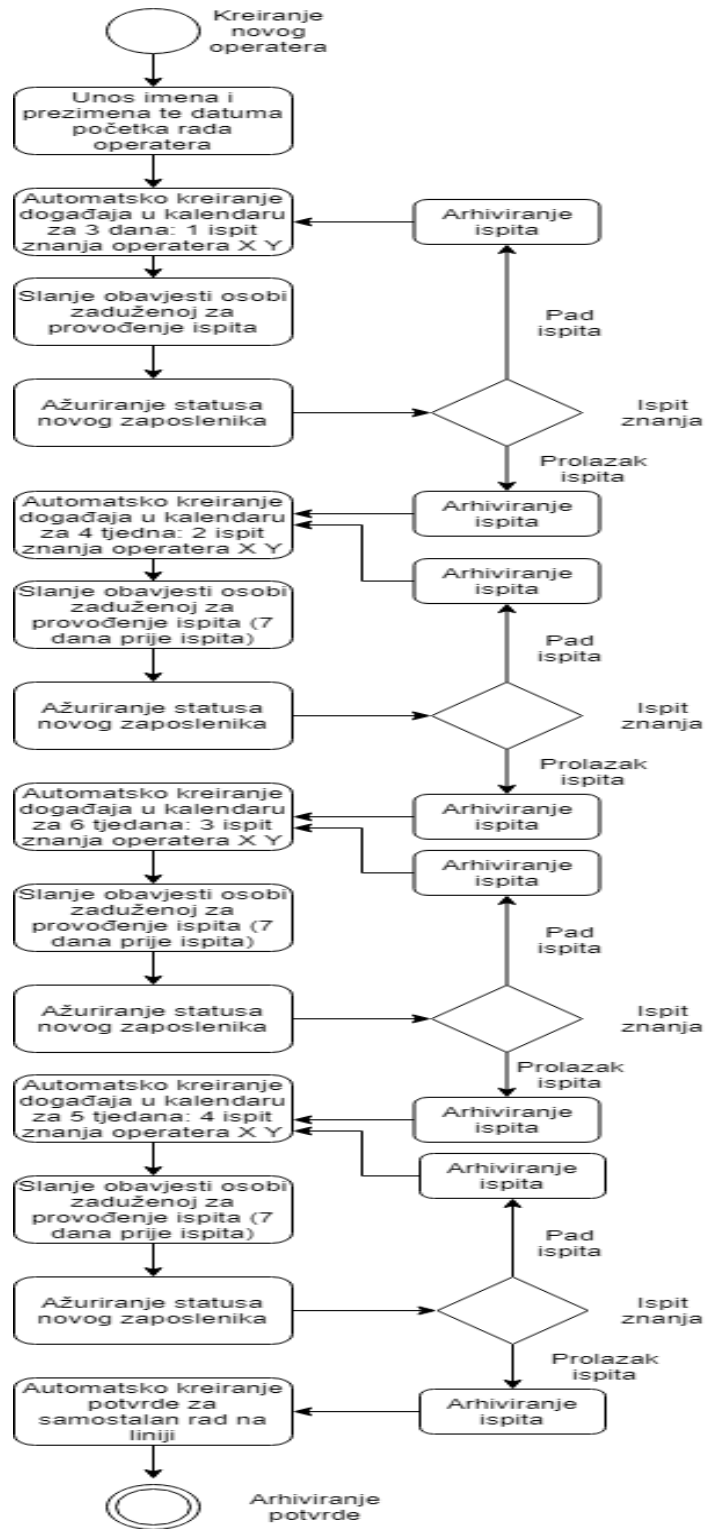 Kreiranje
novog
operatera
Unos imena i
prezimena te datuma
početka rada
operatera
Automatsko kreiranje
događaja u kalendaru
za 3 dana: 1 ispit
znanja operatera X Y
Arhiviranje
ispita
Slanje obavjesti osobi
zaduženoj za
provođenje ispita
Pad
ispita
Ažuriranje statusa
novog zaposlenika
Ispit
znanja
Prolazak
ispita
Automatsko kreiranje
događaja u kalendaru
za 4 tjedna: 2 ispit
znanja operatera X Y
Arhiviranje
ispita
Arhiviranje
ispita
Slanje obavjesti osobi
zaduženoj za
provođenje ispita (7
dana prije ispita)
Pad
ispita
Ažuriranje statusa
novog zaposlenika
Ispit
znanja
Prolazak
ispita
Automatsko kreiranje
događaja u kalendaru
za 6 tjedana: 3 ispit
znanja operatera X Y
Arhiviranje
ispita
Arhiviranje
ispita
Slanje obavjesti osobi
zaduženoj za
provođenje ispita (7
dana prije ispita)
Pad
ispita
Ažuriranje statusa
novog zaposlenika
Ispit
znanja
Prolazak
ispita
Automatsko kreiranje
događaja u kalendaru
za 5 tjedana: 4 ispit
znanja operatera X Y
Arhiviranje
ispita
Arhiviranje
ispita
Slanje obavjesti osobi
zaduženoj za
provođenje ispita (7
dana prije ispita)
Pad
ispita
Ažuriranje statusa
novog zaposlenika
Ispit
znanja
Prolazak
ispita
Automatsko kreiranje
potvrde za
samostalan rad na
liniji
Arhiviranje
ispita
Arhiviranje
potvrde